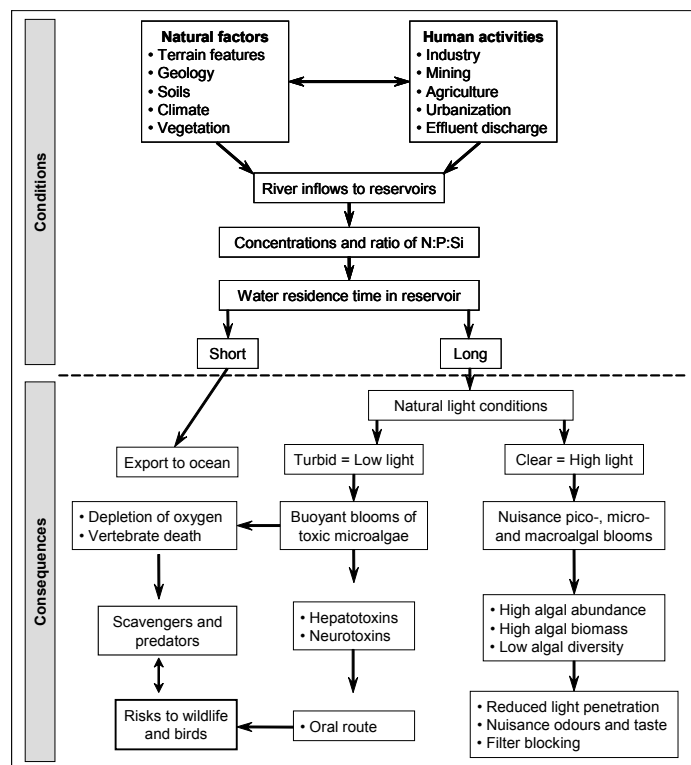 Natural factors
• Terrain features
• Geology
• Soils
• Climate
• Vegetation
Human activities
• Industry
• Mining
• Agriculture
• Urbanization
• Effluent discharge
River inflows to reservoirs
Concentrations and ratio of N:P:Si
Water residence time in reservoir
Short
Long
Conditions
Natural light conditions
Export to ocean
Turbid = Low light
Clear = High light
• Depletion of oxygen
• Vertebrate death
Buoyant blooms of
toxic microalgae
Nuisance pico-, micro-
and macroalgal blooms
Scavengers and
predators
• Hepatotoxins
• Neurotoxins
• High algal abundance
• High algal biomass
• Low algal diversity
Risks to wildlife
and birds
• Oral route
• Reduced light penetration
• Nuisance odours and taste
• Filter blocking
Consequences